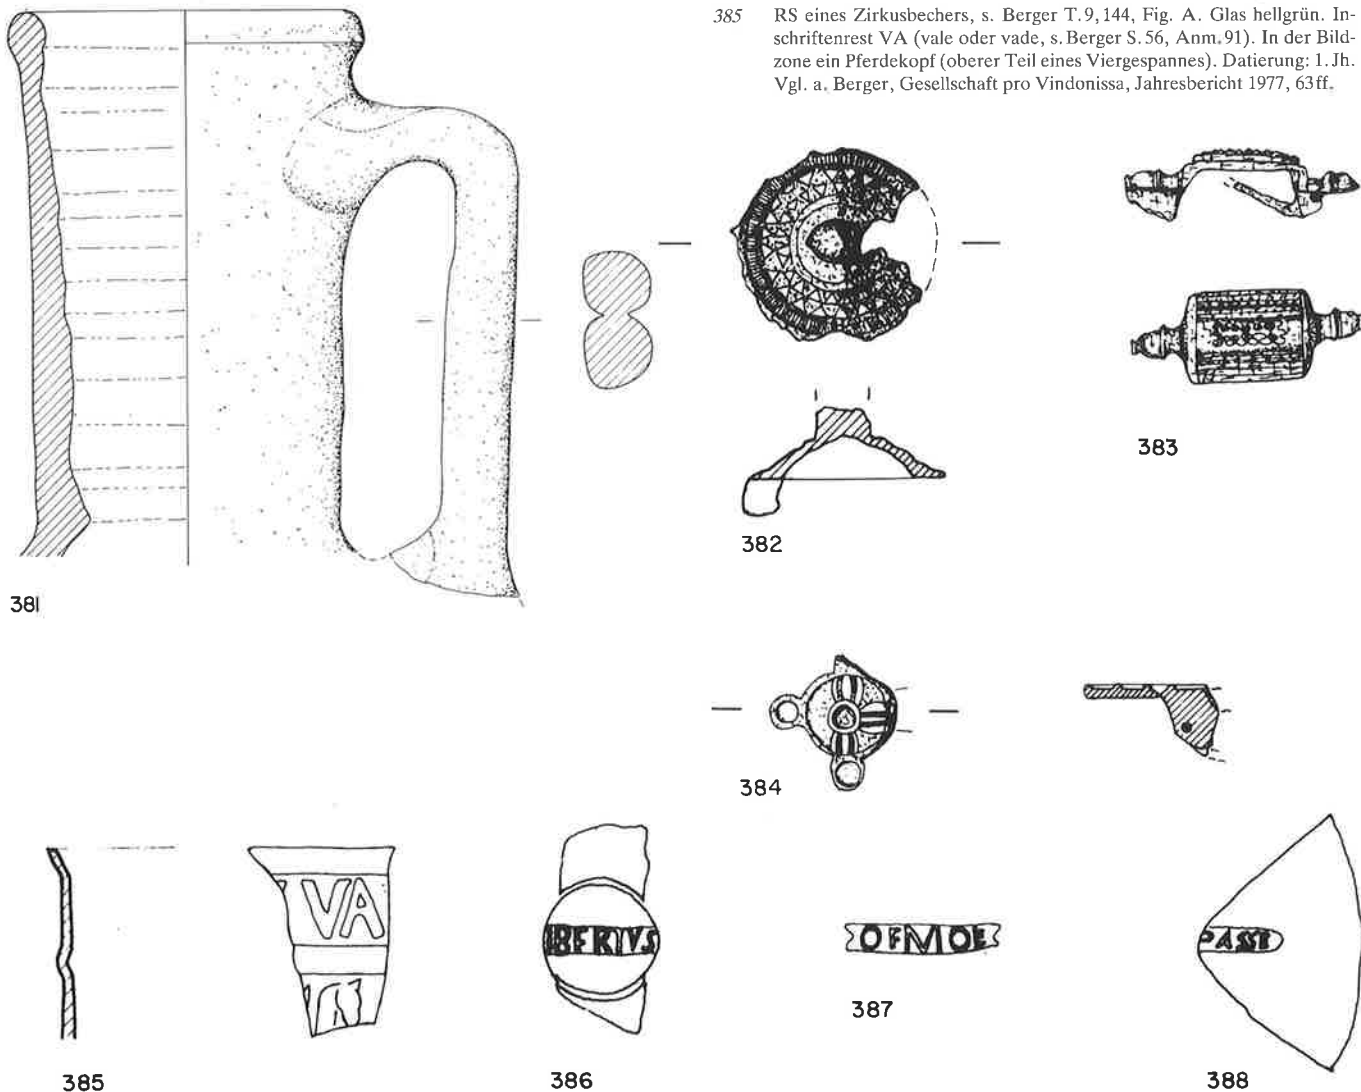 385 RS eines Zirkusbechers, s. Berger T. 9, 144, Fig. A. Glas hellgrün. In-
schriftenrest VA (vale oder vade, s. Berger S. 56, Anm. 91). In der Bild-
zone ein Pferdekopf (oberer Teil eines Viergespannes). Datierung: 1. Jh.
Vgl. a. Berger, Gesellschaft pro Vindonissa, Jahresbericht 1977, 63ff.
383
382
381
384
VA
IBERIVS
OFMOE
PASSE
387
385
386
388